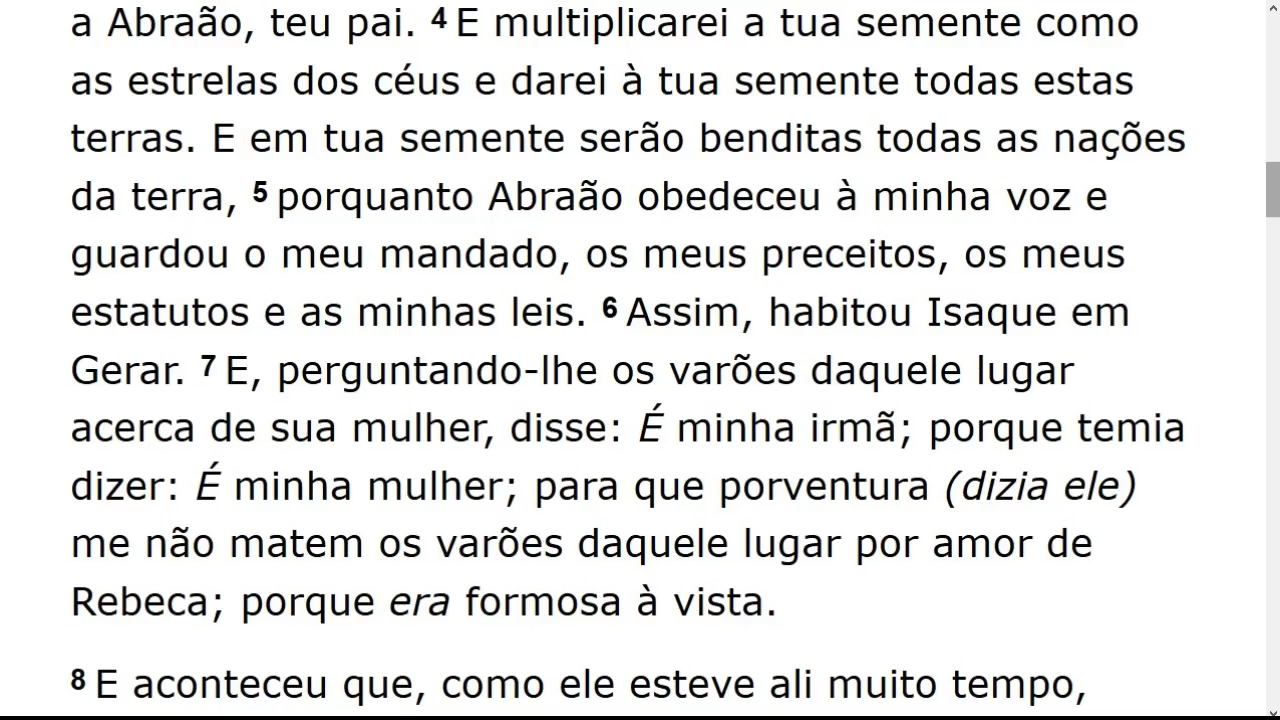 a Abraão, teu pai. 4 E multiplicarei a tua semente como
as estrelas dos céus e darei à tua semente todas estas
terras. E em tua semente serão benditas todas as nações
da terra, 5 porquanto Abraão obedeceu à minha voz e
guardou o meu mandado, os meus preceitos, os meus
estatutos e as minhas leis. 6 Assim, habitou Isaque em
Gerar. 7 E, perguntando-lhe os varões daquele lugar
acerca de sua mulher, disse: É minha irmã; porque temia
dizer: É minha mulher; para que porventura (dizia ele)
me não matem os varões daquele lugar por amor de
Rebeca; porque era formosa à vista.
8 E aconteceu que, como ele esteve ali muito tempo,